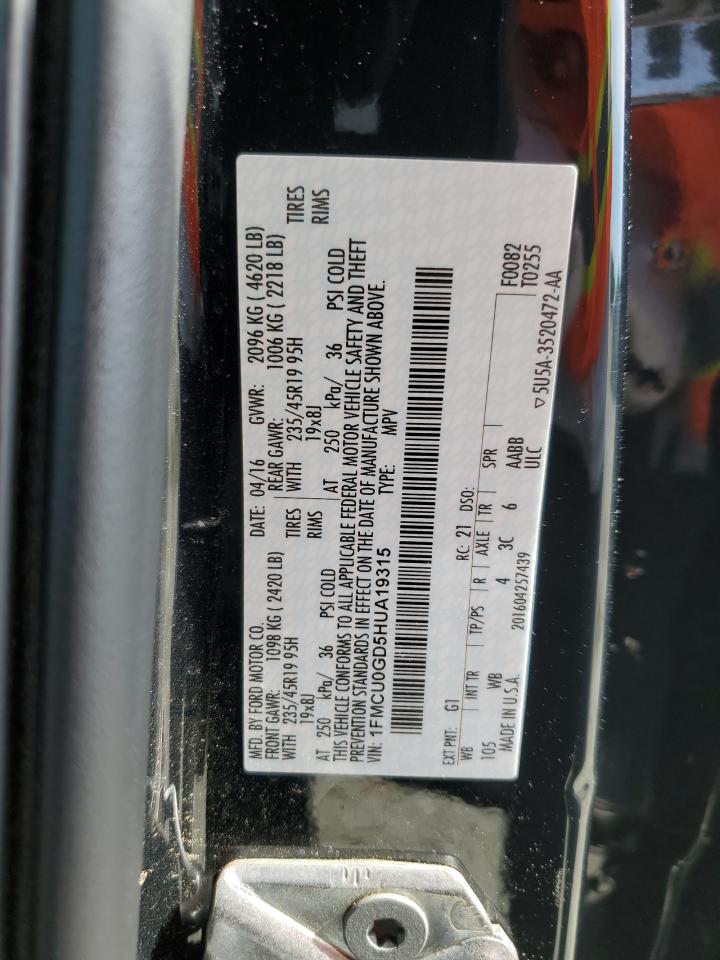 MFD. BY FORD MOTOR CO. DATE: 04/16 GVWR: 2096 KG ( 4620 LB)
FRONT GAWR: 1098 KG ( 2420 LB) REAR GAWR: 1006 KG ( 2218 LB)
WITH 235/45R19 95H TIRES WITH 235/45R19 95H TIRES
19x8J RIMS 19x8J RIMS
AT 250 kPa/ 36 PSI COLD AT 250 kPa/ 36 PSI COLD
THIS VEHICLE CONFORMS TO ALL APPLICABLE FEDERAL MOTOR VEHICLE SAFETY AND THEFT
PREVENTION STANDARDS IN EFFECT ON THE DATE OF MANUFACTURE SHOWN ABOVE.
VIN: 1FMCU0GD5HUA19315 TYPE: MPV
EXT PNT: G1 RC: 21 DSO: F0082
WB INT TR TP/PS R AXLE TR SPR T0255
105 WB 4 3C 6 AABB
MADE IN U.S.A. 201604257439 ULC ▽ 5U5A-3520472-AA